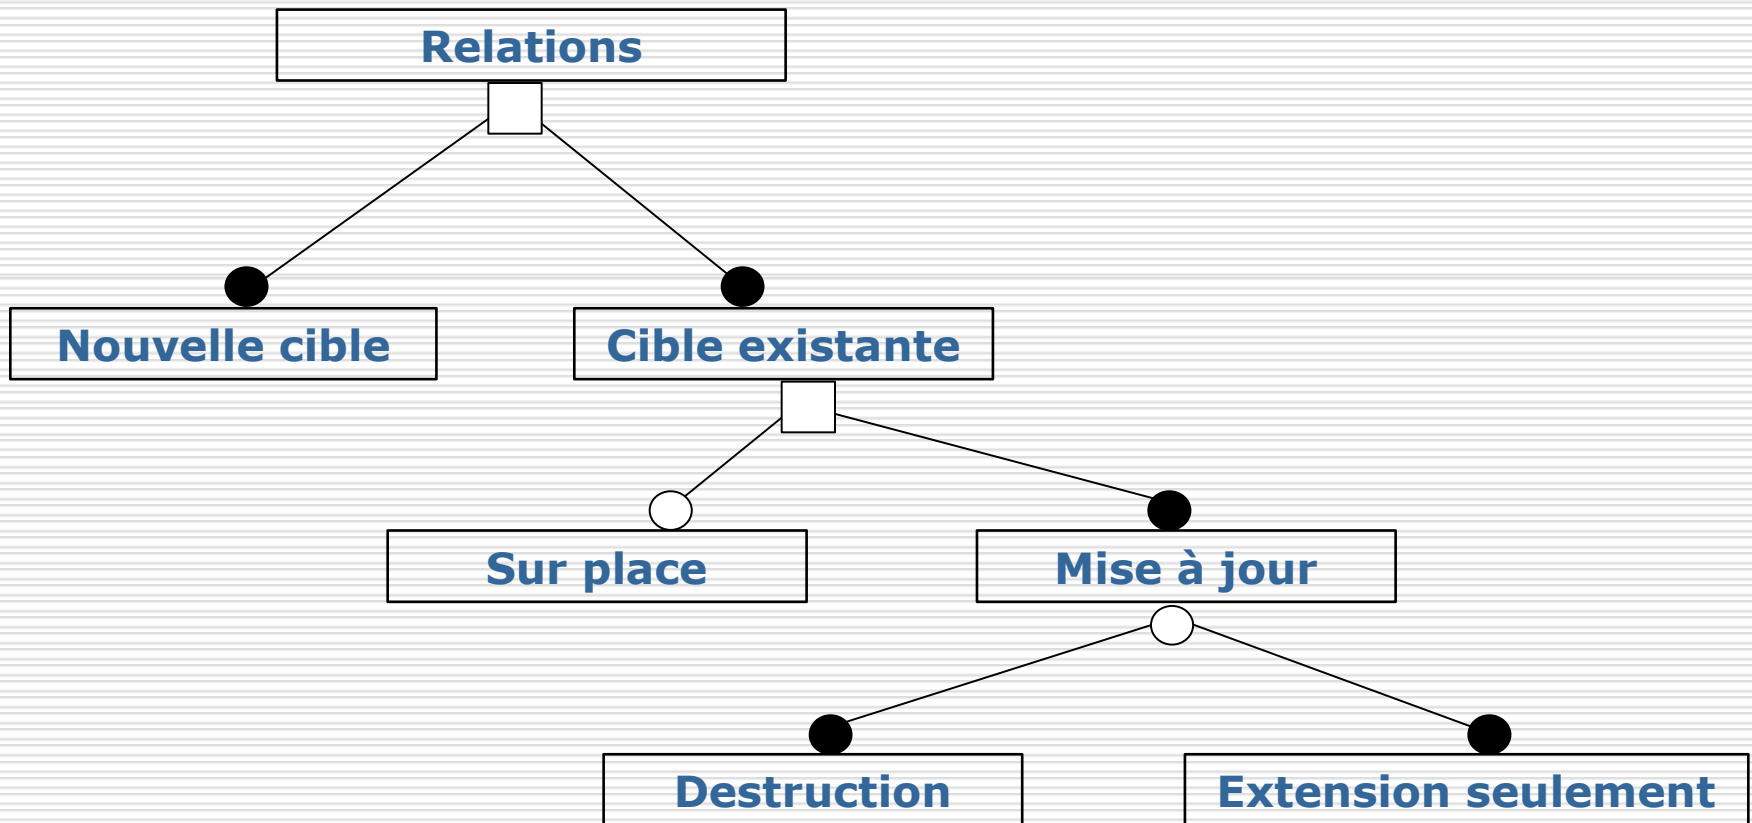 Relations
Nouvelle cible
Cible existante
Sur place
Mise à jour
Destruction
Extension seulement